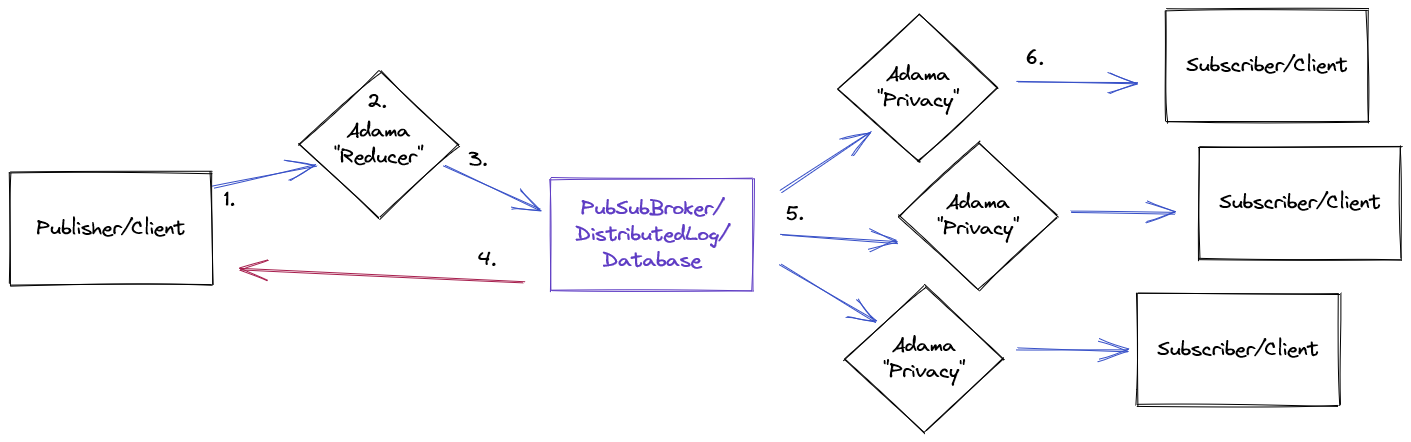 Publisher/Client
1.
2.
Adama
"Reducer"
3.
4.
PubSubBroker/
DistributedLog/
Database
5.
Adama
"Privacy"
6.
Subscriber/Client
Adama
"Privacy"
Subscriber/Client
Adama
"Privacy"
Subscriber/Client